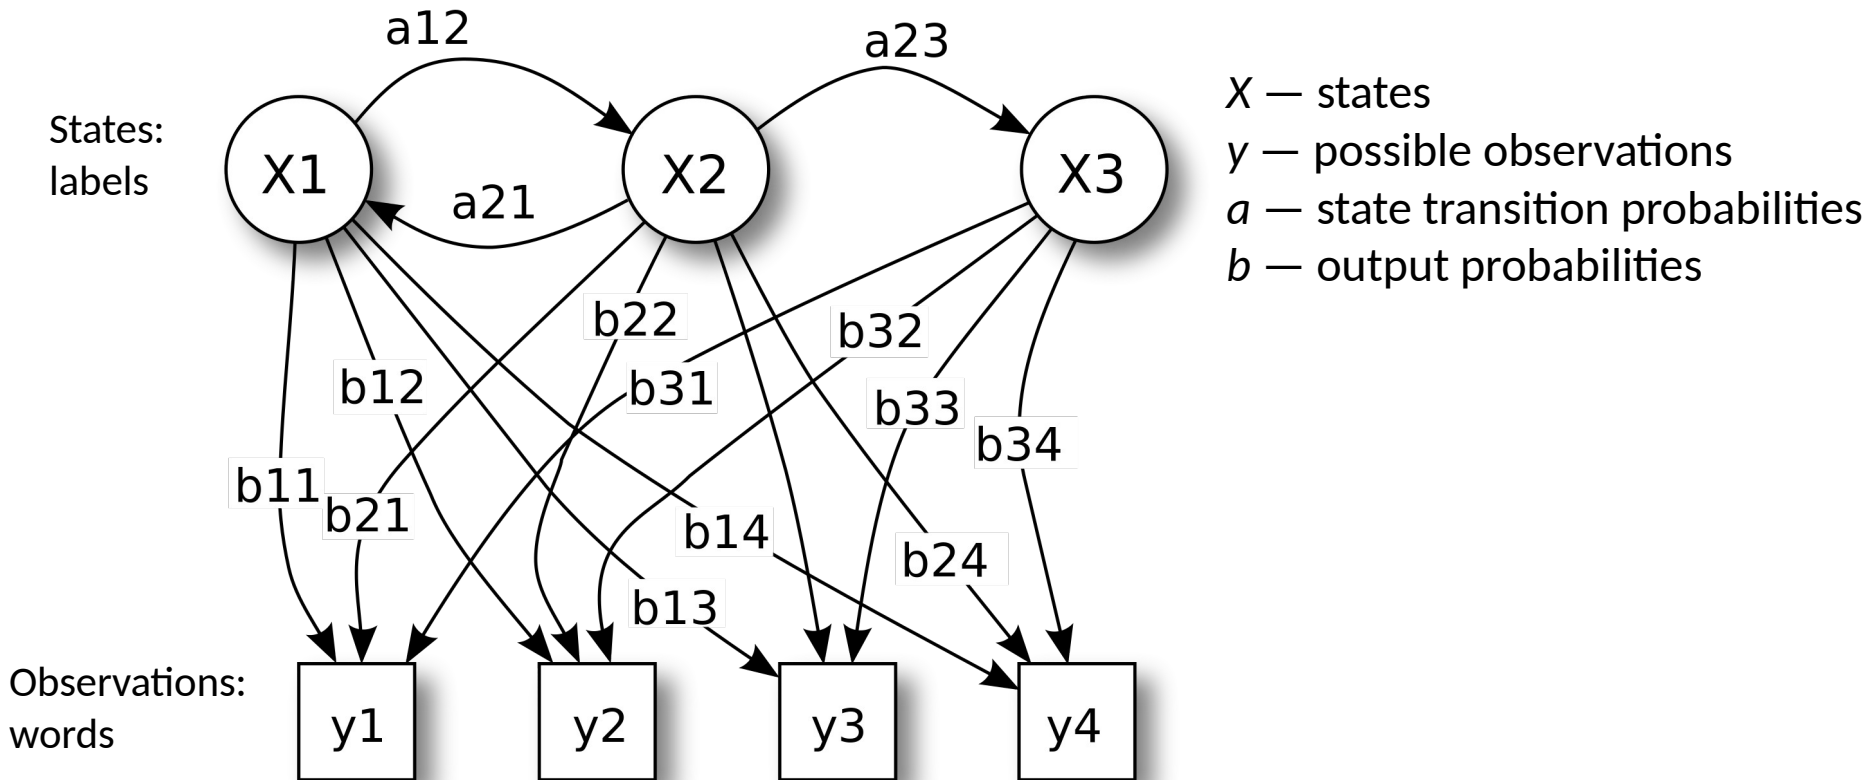 a12
a23
X — states
y — possible observations
a — state transition probabilities
b — output probabilities
States:
labels
X1
X2
X3
a21
b22
b32
b12
b31
b33
b34
b11
b21
b14
b24
b13
Observations:
words
y1
y2
y3
y4